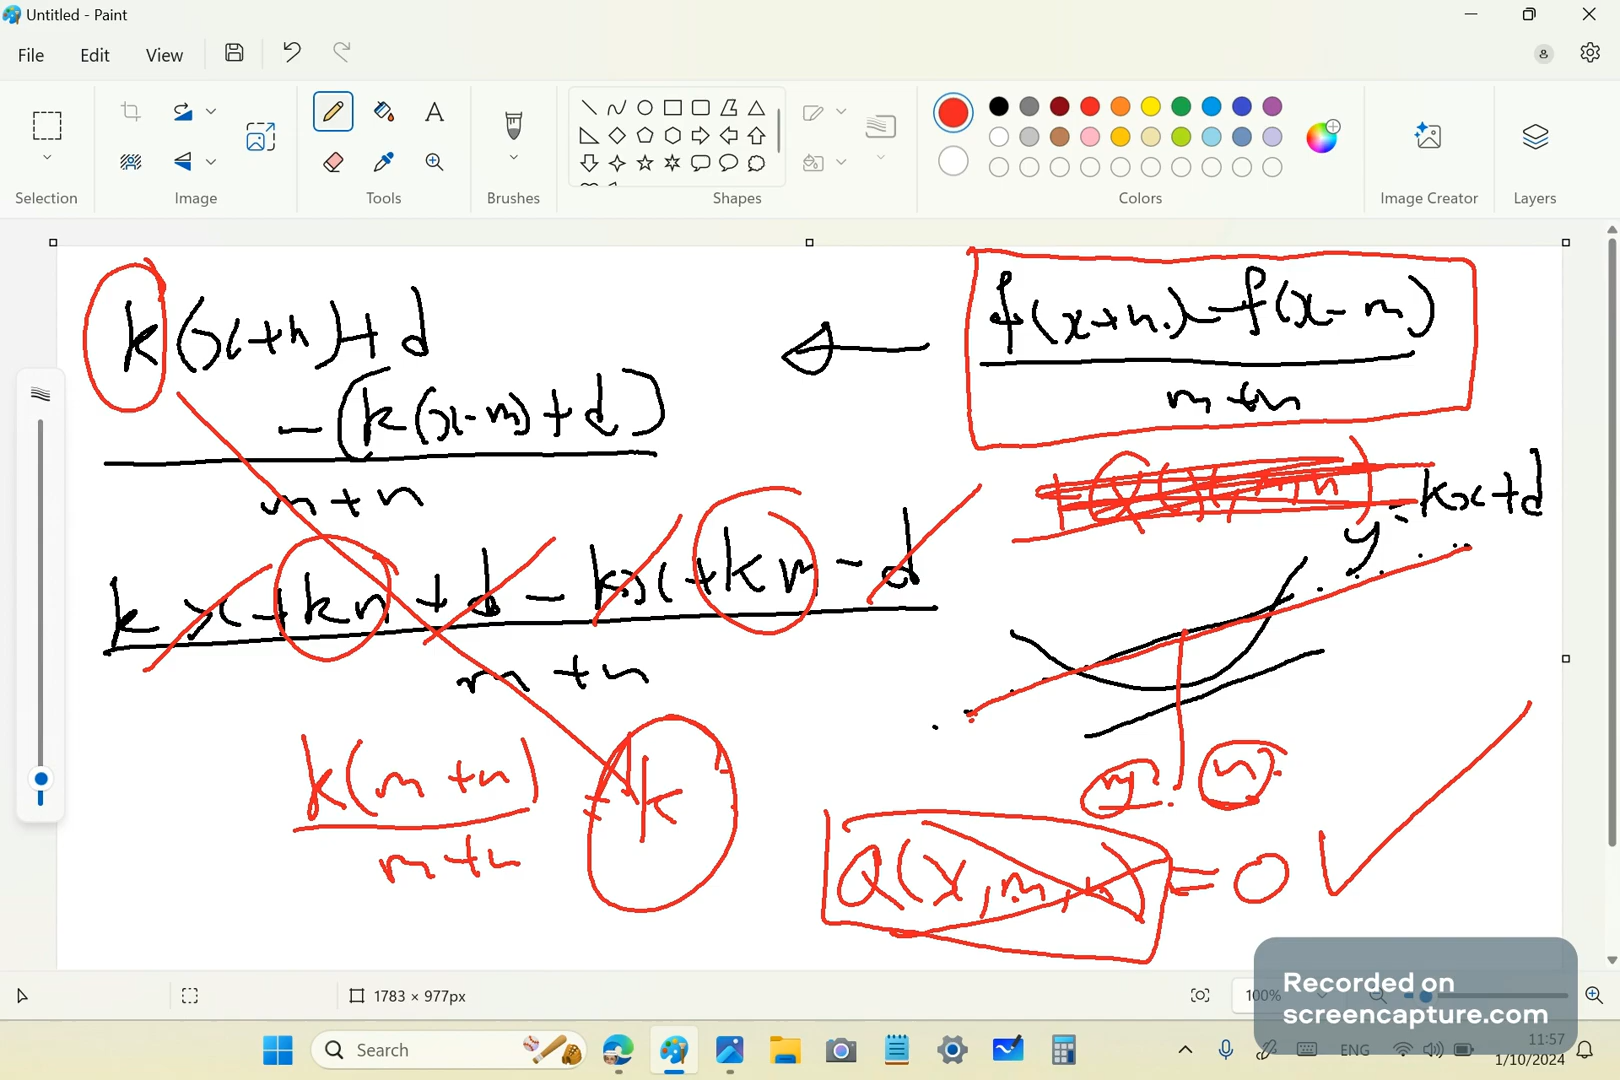 Untitled - Paint
File
Edit
View
Selection
Image
Tools
Brushes
Shapes
Colors
Image Creator
Layers
k(x+n)+d
-(k(x-m)+d)
m+n
f(x+n)-f(x-m)
m+n
y=kx+d
kx+kn+d-kx+km-d
m+n
k(m+n)
m+n
=k
m
n
Q(x,m,n)=0
1783 × 977px
100%
Recorded on
screencapture.com
Search
ENG
11:57
1/10/2024